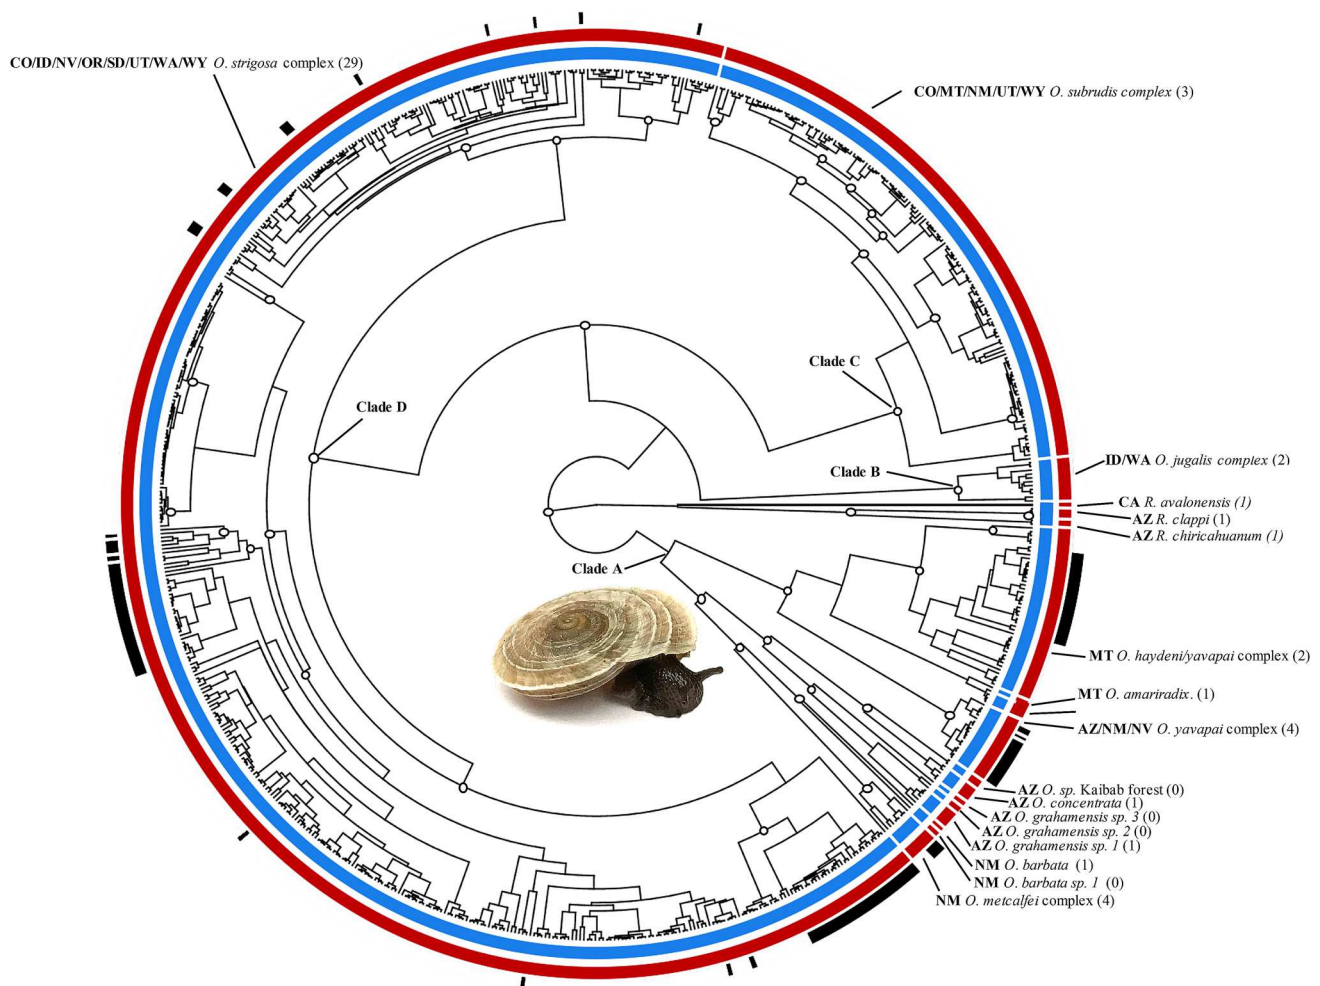 CO/ID/NV/OR/SD/UT/WA/WY O. strigosa complex (29)
CO/MT/NM/UT/WY O. subrudis complex (3)
Clade C
Clade D
ID/WA O. jugalis complex (2)
Clade B
CA R. avalonensis (1)
AZ R. clappi (1)
AZ R. chiricahuanum (1)
Clade A
MT O. haydeni/yavapai complex (2)
MT O. amariradix. (1)
AZ/NM/NV O. yavapai complex (4)
AZ O. sp. Kaibab forest (0)
AZ O. concentrata (1)
AZ O. grahamensis sp. 3 (0)
AZ O. grahamensis sp. 2 (0)
AZ O. grahamensis sp. 1 (1)
NM O. barbata (1)
NM O. barbata sp. 1 (0)
NM O. metcalfei complex (4)